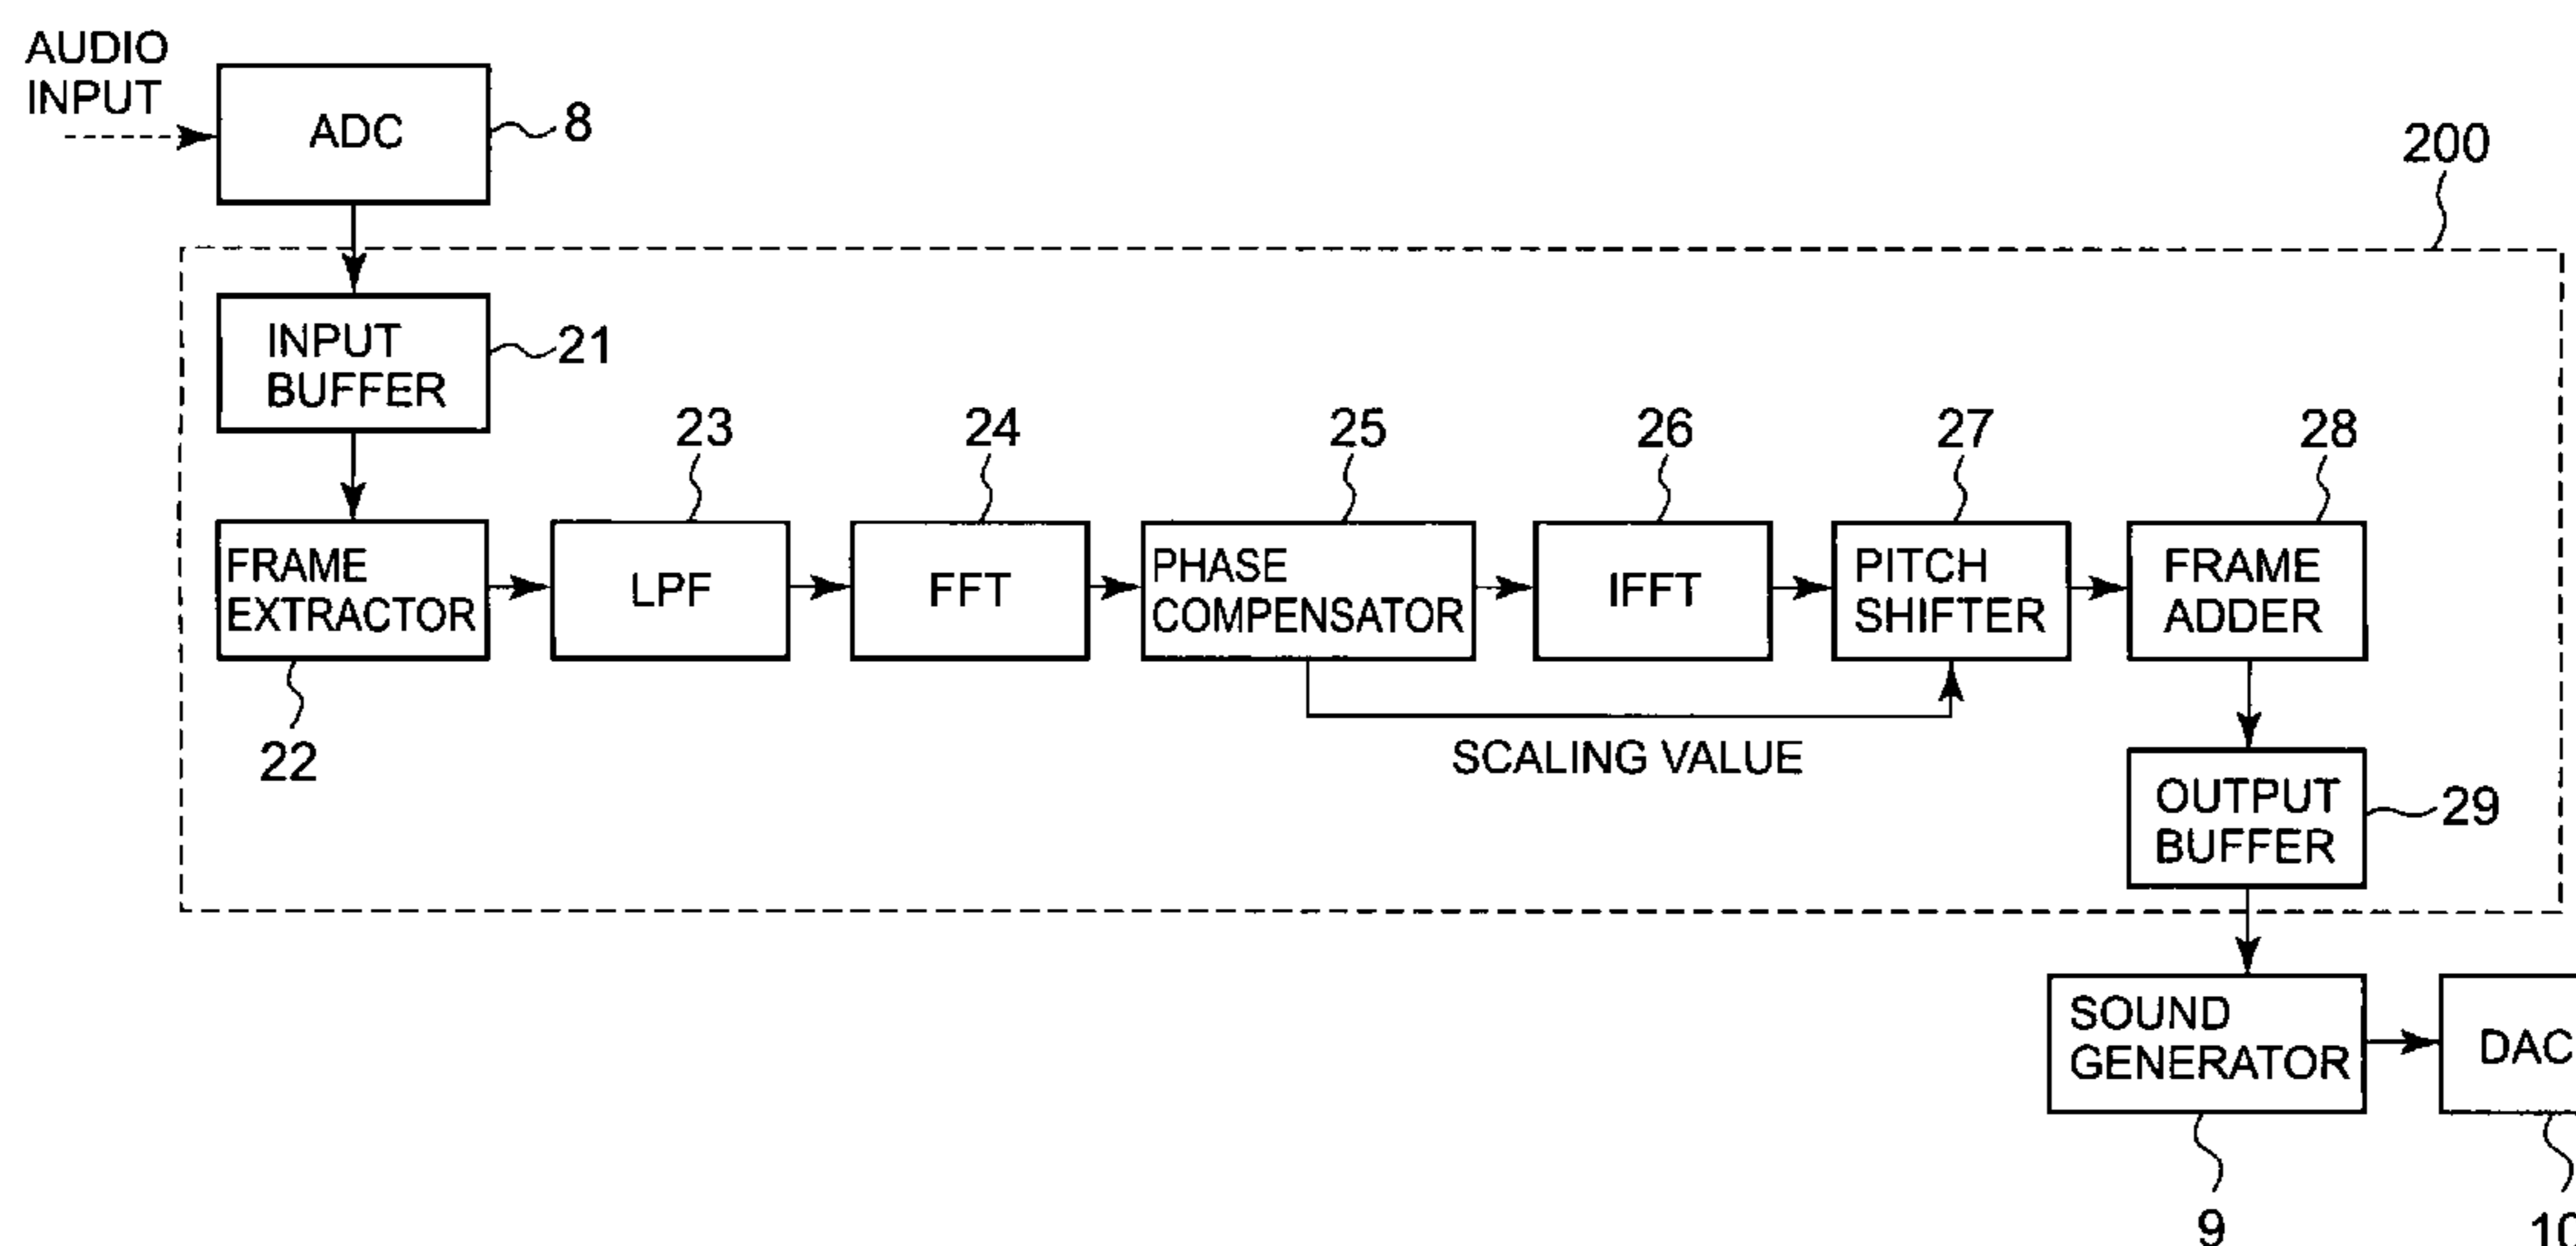 AUDIO
INPUT
ADC
8
200
INPUT
BUFFER
21
23
24
25
26
27
28
FRAME
EXTRACTOR
LPF
FFT
PHASE
COMPENSATOR
IFFT
PITCH
SHIFTER
FRAME
ADDER
22
SCALING VALUE
OUTPUT
BUFFER
29
SOUND
GENERATOR
DAC
9
10